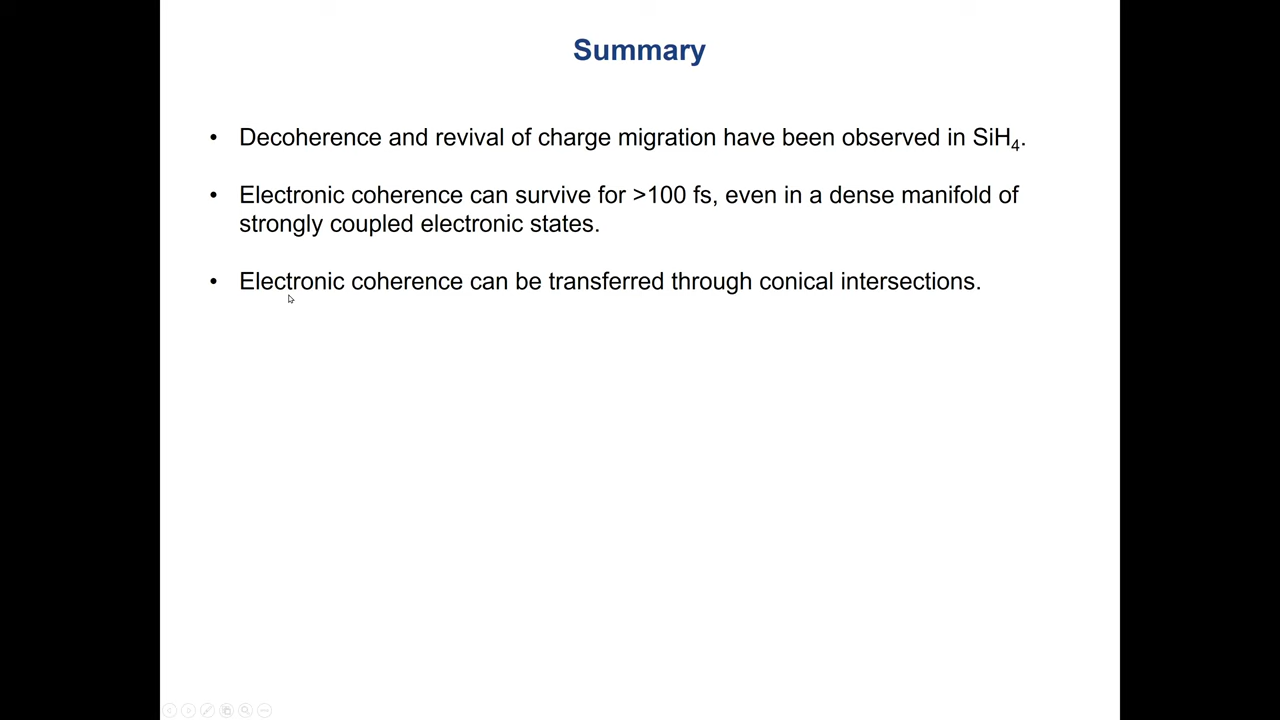 Summary
• Decoherence and revival of charge migration have been observed in SiH₄.
• Electronic coherence can survive for >100 fs, even in a dense manifold of
strongly coupled electronic states.
• Electronic coherence can be transferred through conical intersections.